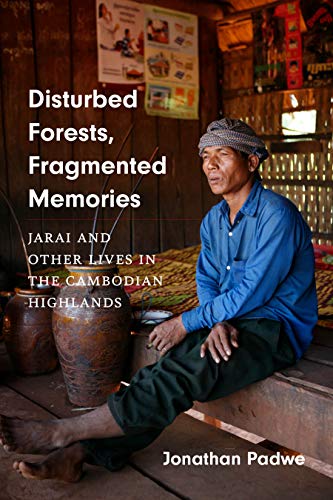 Disturbed
Forests,
Fragmented
Memories
JARAI AND
OTHER LIVES IN
THE CAMBODIAN
HIGHLANDS
Jonathan Padwe